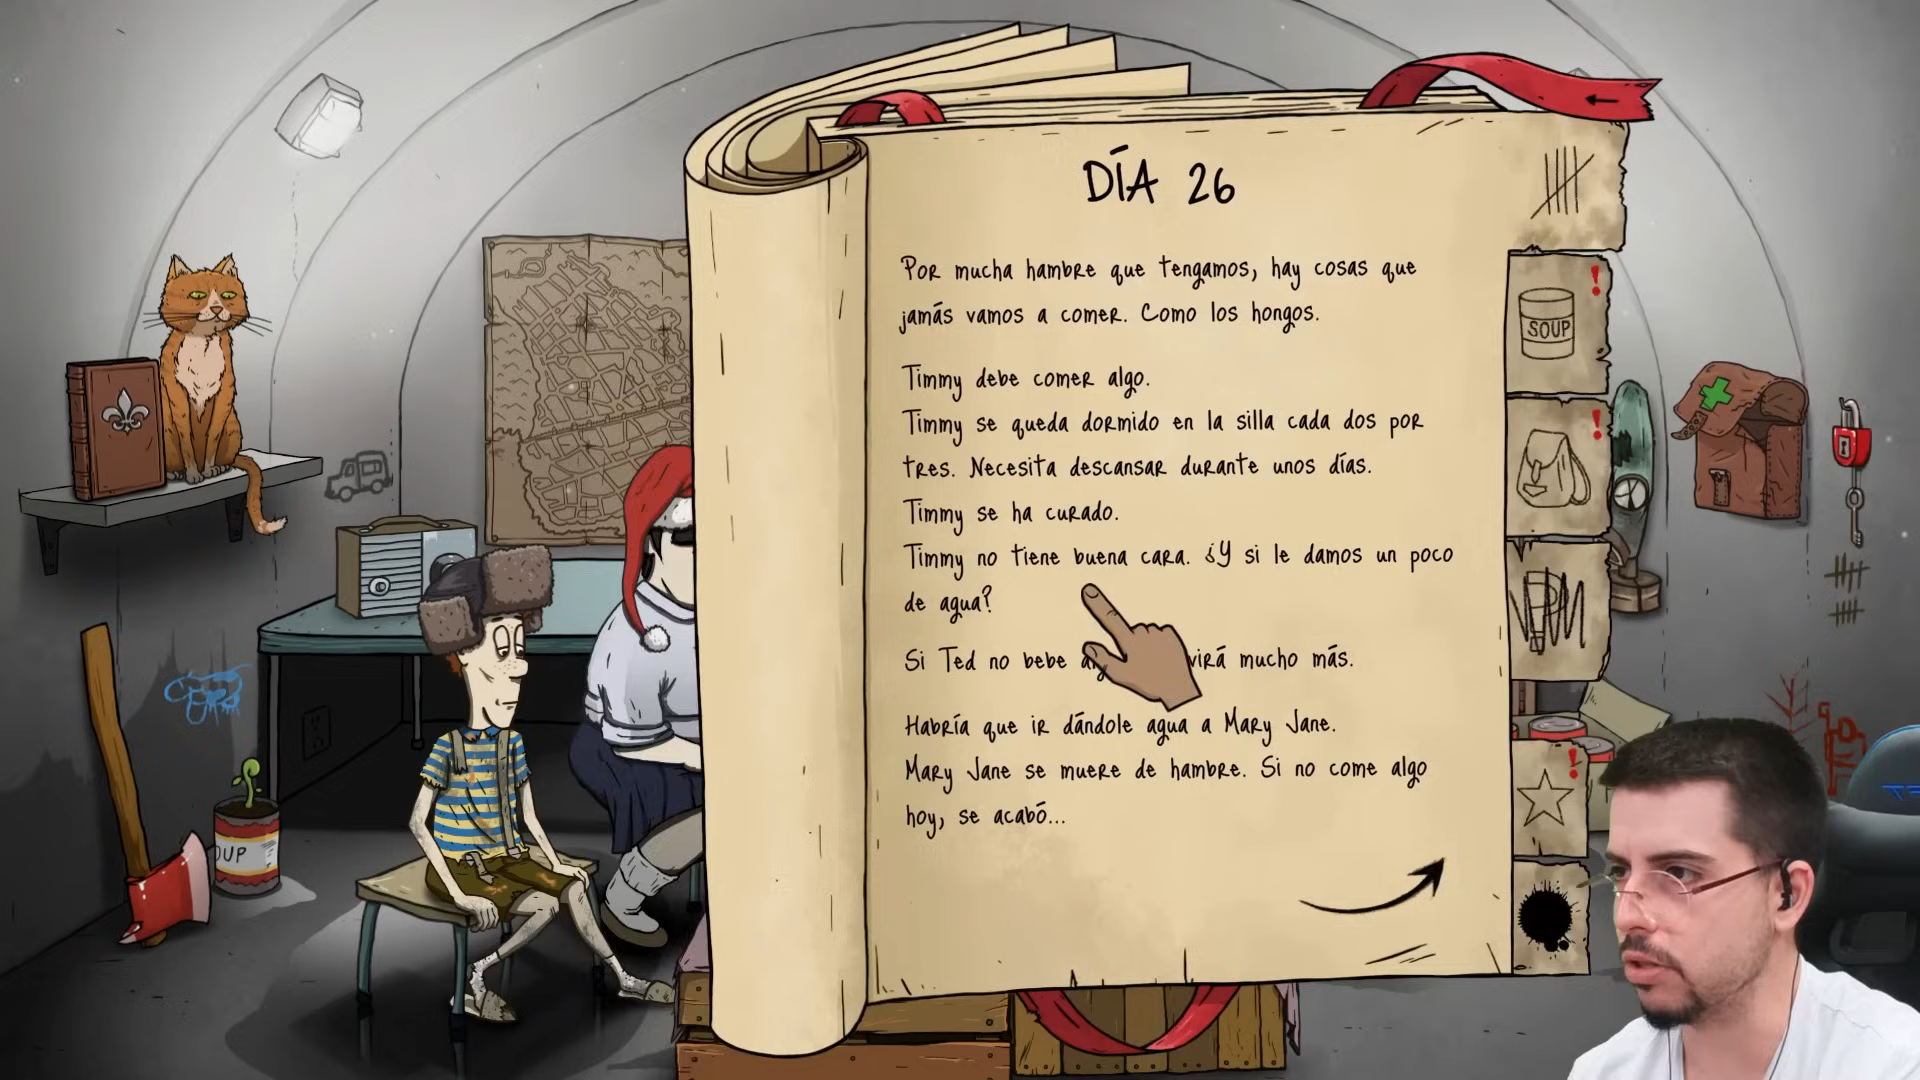 DÍA 26
Por mucha hambre que tengamos, hay cosas que
jamás vamos a comer. Como los hongos.
Timmy debe comer algo.
Timmy se queda dormido en la silla cada dos por
tres. Necesita descansar durante unos días.
Timmy se ha curado.
Timmy no tiene buena cara. ¿Y si le damos un poco
de agua?
Si Ted no bebe mucho más.
Habría que ir dándole agua a Mary Jane.
Mary Jane se muere de hambre. Si no come algo
hoy, se acabó...
!
SOUP
!
!
OUP